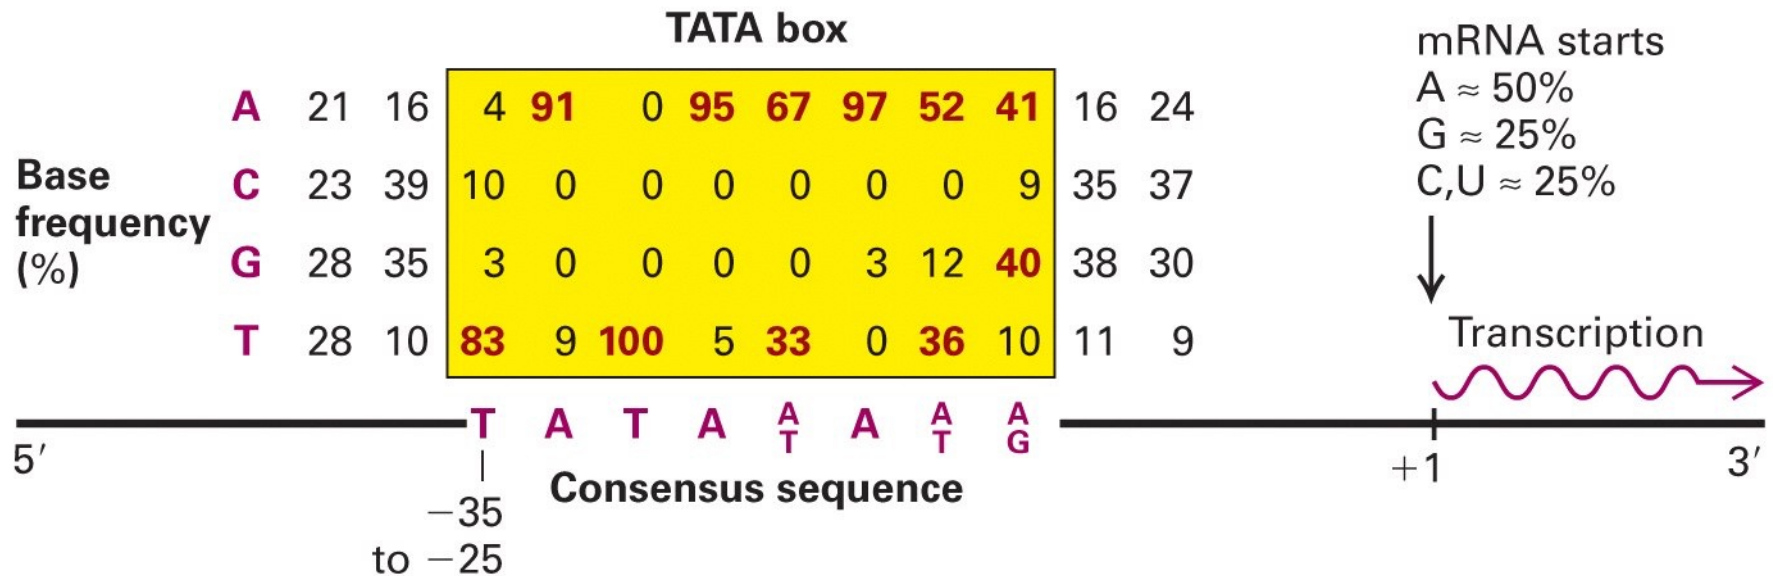 TATA box
mRNA starts
A ≈ 50%
G ≈ 25%
C,U ≈ 25%
Base
frequency
(%)
A 21 16 4 91 0 95 67 97 52 41 16 24
C 23 39 10 0 0 0 0 0 0 9 35 37
G 28 35 3 0 0 0 0 3 12 40 38 30
T 28 10 83 9 100 5 33 0 36 10 11 9
Transcription
T A T A A/T A A/T A/G
5′
+1
3′
Consensus sequence
−35
to −25